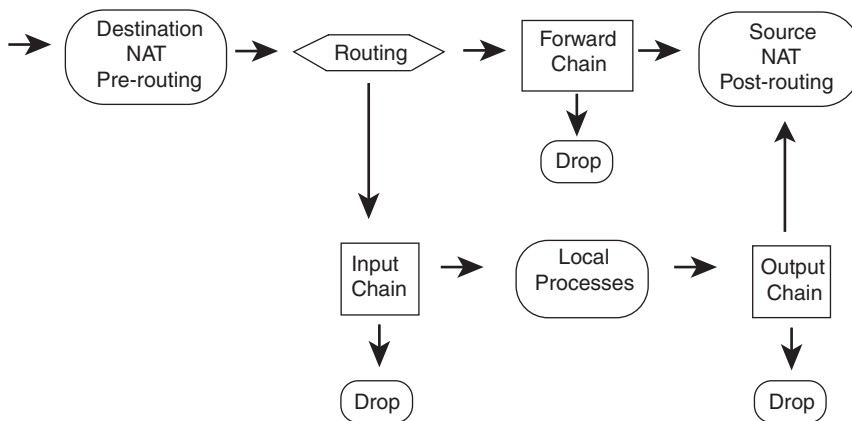 Destination
NAT
Pre-routing
Routing
Forward
Chain
Source
NAT
Post-routing
Drop
Input
Chain
Local
Processes
Output
Chain
Drop
Drop